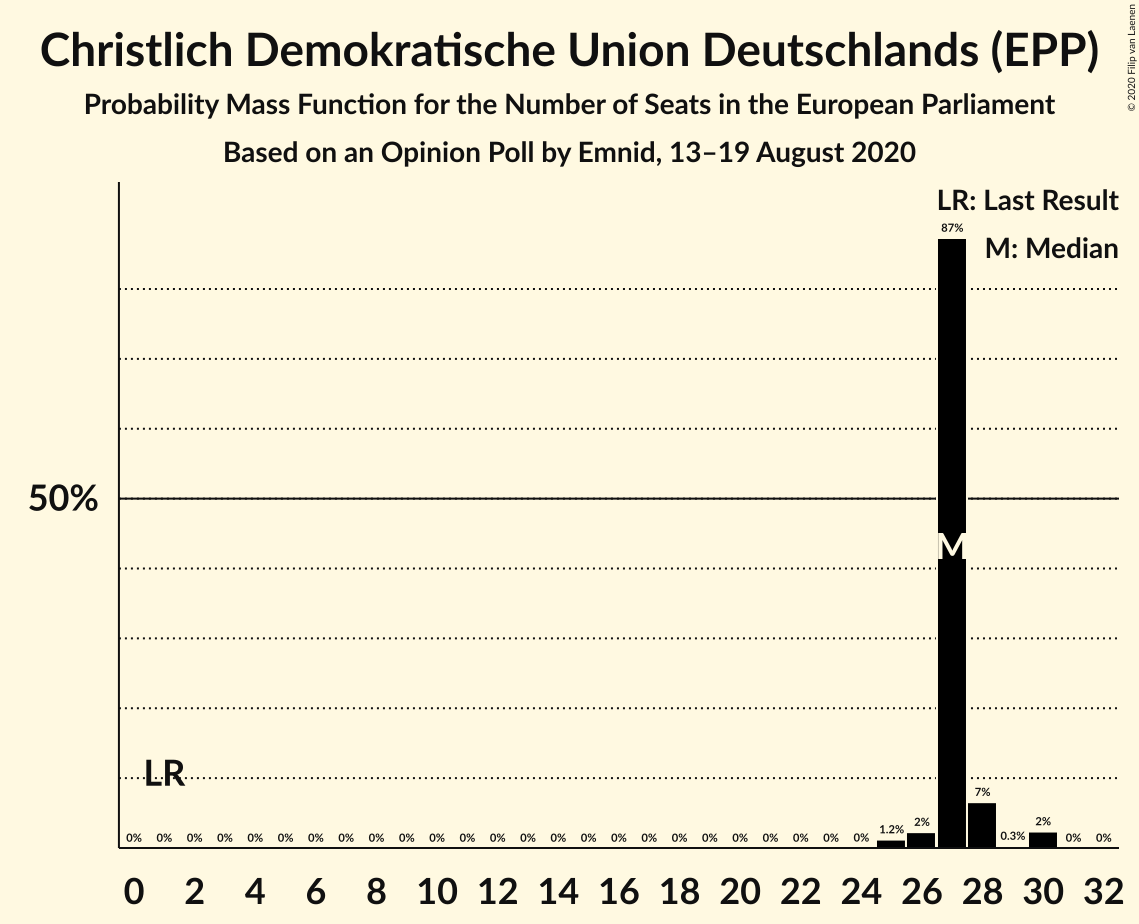 Christlich Demokratische Union Deutschlands (EPP)
Probability Mass Function for the Number of Seats in the European Parliament
Based on an Opinion Poll by Emnid, 13–19 August 2020
© 2020 Filip van Laenen
LR: Last Result
M: Median
87%
50%
M
LR
0% 0% 0% 0% 0% 0% 0% 0% 0% 0% 0% 0% 0% 0% 0% 0% 0% 0% 0% 0% 0% 0% 0% 0% 0% 1.2% 2% 7% 0.3% 2% 0% 0%
0 2 4 6 8 10 12 14 16 18 20 22 24 26 28 30 32